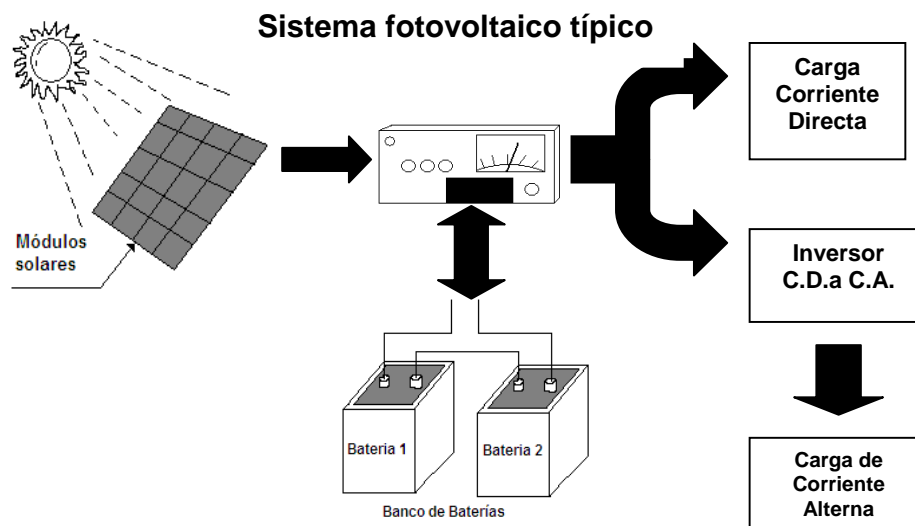 Sistema fotovoltaico típico
Carga
Corriente
Directa
Módulos
solares
Inversor
C.D.a C.A.
Bateria 1
Bateria 2
Banco de Baterías
Carga de
Corriente
Alterna